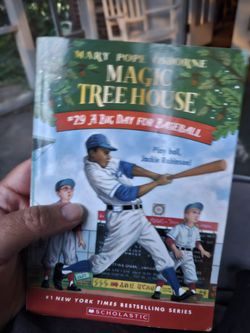 MARY POPE OSBORNE
MAGIC
TREE HOUSE
#29 A BIG DAY FOR BASEBALL
Play ball,
Jackie Robinson!
#1 NEW YORK TIMES BESTSELLING SERIES
SCHOLASTIC